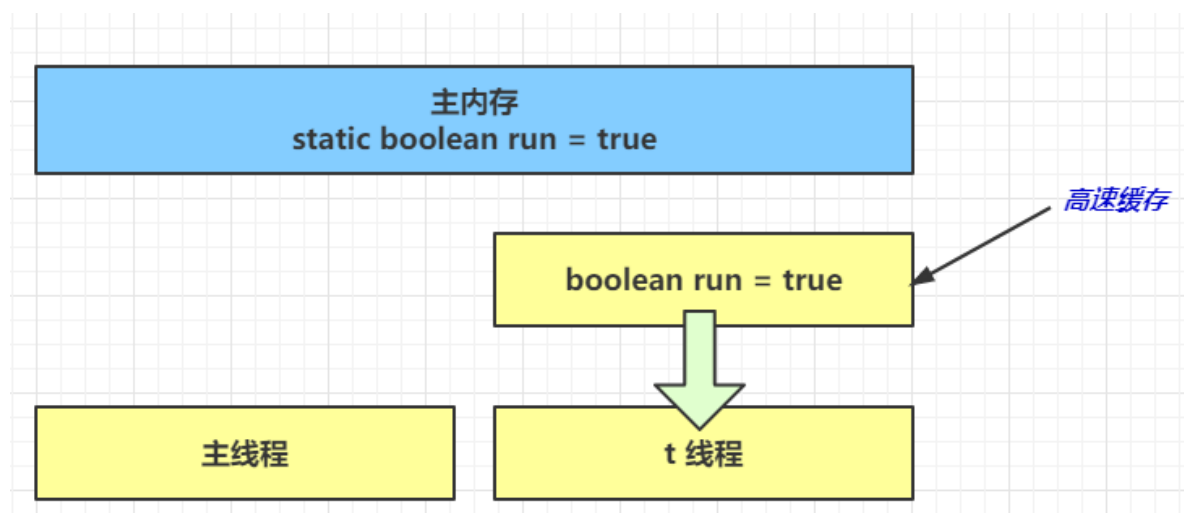 主内存
static boolean run = true
高速缓存
boolean run = true
主线程
t 线程